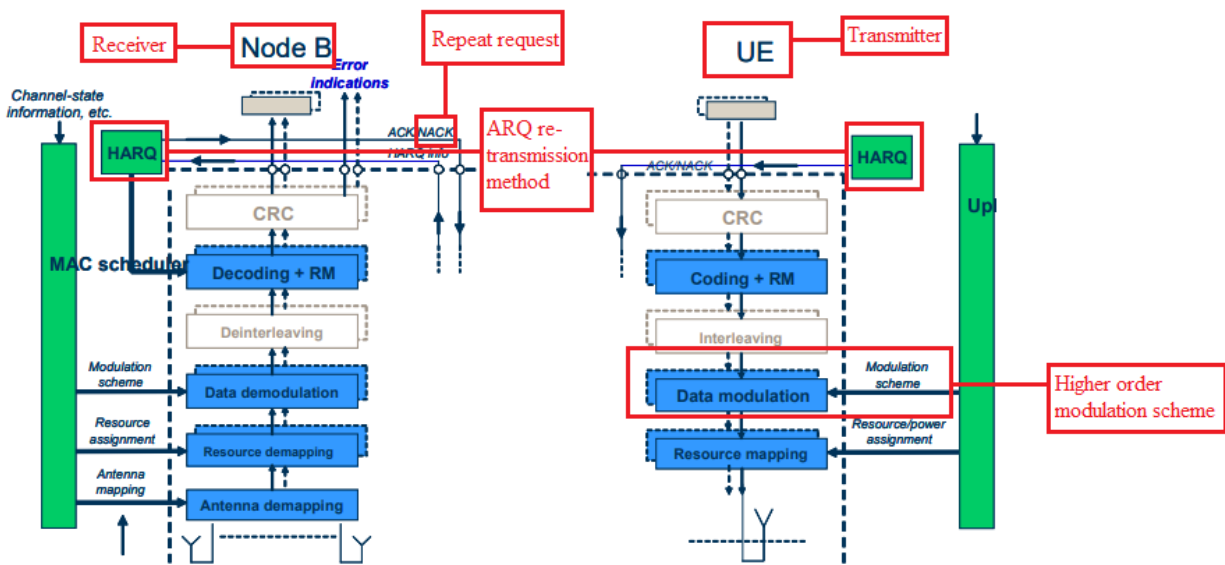 Receiver
Node B
Repeat request
UE
Transmitter
Error
indications
Channel-state
information, etc.
HARQ
ACK/NACK
HARQ info
ARQ re-
transmission
method
ACK/NACK
HARQ
CRC
CRC
Upl
MAC scheduler
Decoding + RM
Coding + RM
Deinterleaving
Interleaving
Modulation
scheme
Data demodulation
Data modulation
Modulation
scheme
Higher order
modulation scheme
Resource
assignment
Resource demapping
Resource mapping
Resource/power
assignment
Antenna
mapping
Antenna demapping